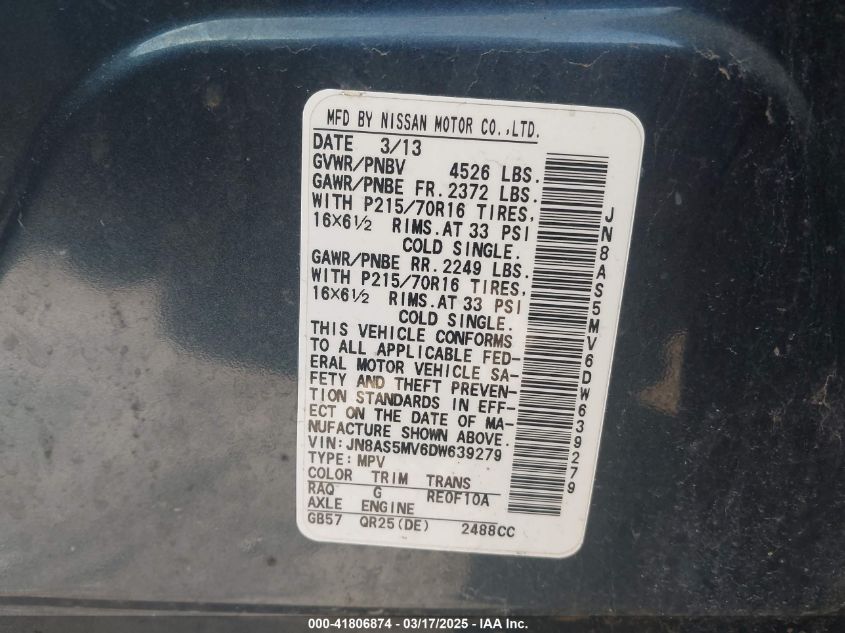 MFD BY NISSAN MOTOR CO.,LTD.
DATE 3/13
GVWR/PNBV 4526 LBS.
GAWR/PNBE FR. 2372 LBS.
WITH P215/70R16 TIRES,
16X6½ RIMS. AT 33 PSI
COLD SINGLE.
GAWR/PNBE RR. 2249 LBS.
WITH P215/70R16 TIRES,
16X6½ RIMS. AT 33 PSI
COLD SINGLE.
THIS VEHICLE CONFORMS
TO ALL APPLICABLE FED-
ERAL MOTOR VEHICLE SA-
FETY AND THEFT PREVEN-
TION STANDARDS IN EFF-
ECT ON THE DATE OF MA-
NUFACTURE SHOWN ABOVE.
VIN: JN8AS5MV6DW639279
TYPE: MPV
COLOR TRIM TRANS
RAQ G RE0F10A
AXLE ENGINE
GB57 QR25(DE) 2488CC
JN8AS5MV6DW639279
000-41806874 - 03/17/2025 - Copart, Inc.